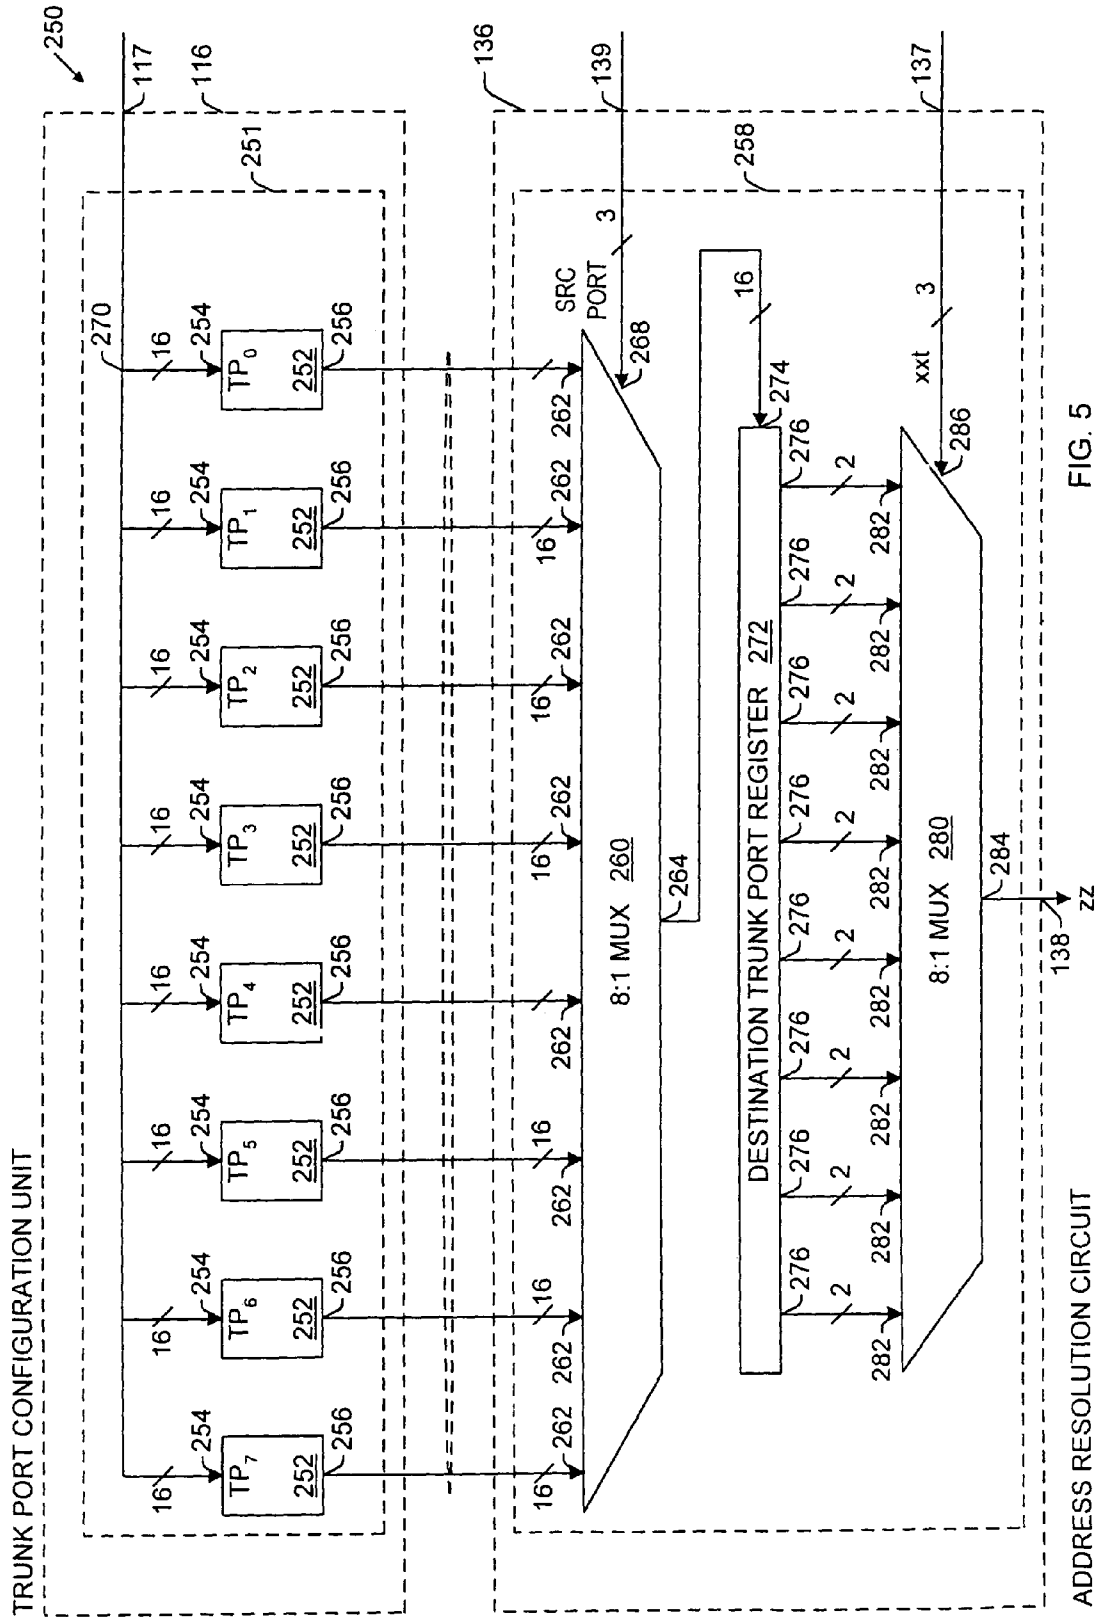 TRUNK PORT CONFIGURATION UNIT
250
117
116
251
270
16 16 16 16 16 16 16 16
254 254 254 254 254 254 254 254
TP7 TP6 TP5 TP4 TP3 TP2 TP1 TP0
252 252 252 252 252 252 252 252
256 256 256 256 256 256 256 256
136
139
258
16 16 16 16 16 16
262 262 262 262 262 262 262 262
SRC
PORT
3
268
8:1 MUX 260
264
16
274
DESTINATION TRUNK PORT REGISTER 272
276 276 276 276 276 276 276 276
2 2 2 2 2 2 2 2
282 282 282 282 282 282 282 282
137
3
xxt
286
8:1 MUX 280
284
138
zz
ADDRESS RESOLUTION CIRCUIT
FIG. 5